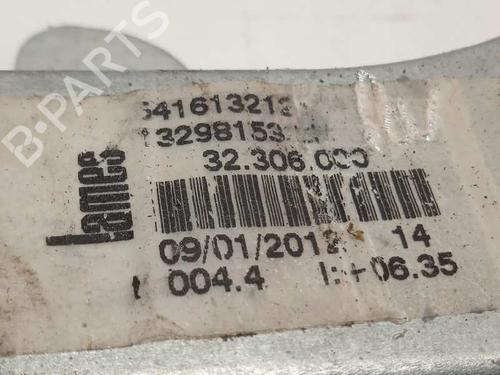 32.306.000
Lames
09/01/2012 14
004.4 I:+06.35
B-PARTS